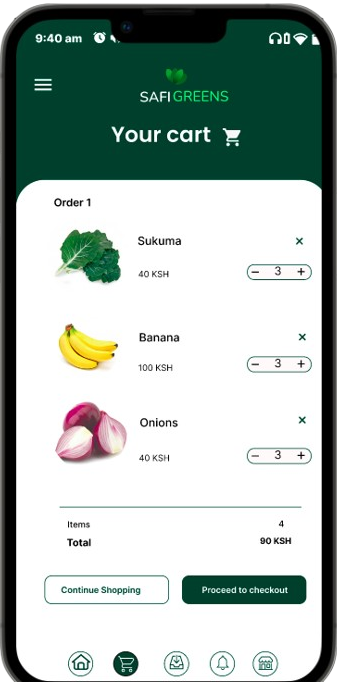 9:40 am
SAFI GREENS
Your cart
Order 1
Sukuma
×
40 KSH
− 3 +
Banana
×
100 KSH
− 3 +
Onions
×
40 KSH
− 3 +
Items 4
Total 90 KSH
Continue Shopping
Proceed to checkout